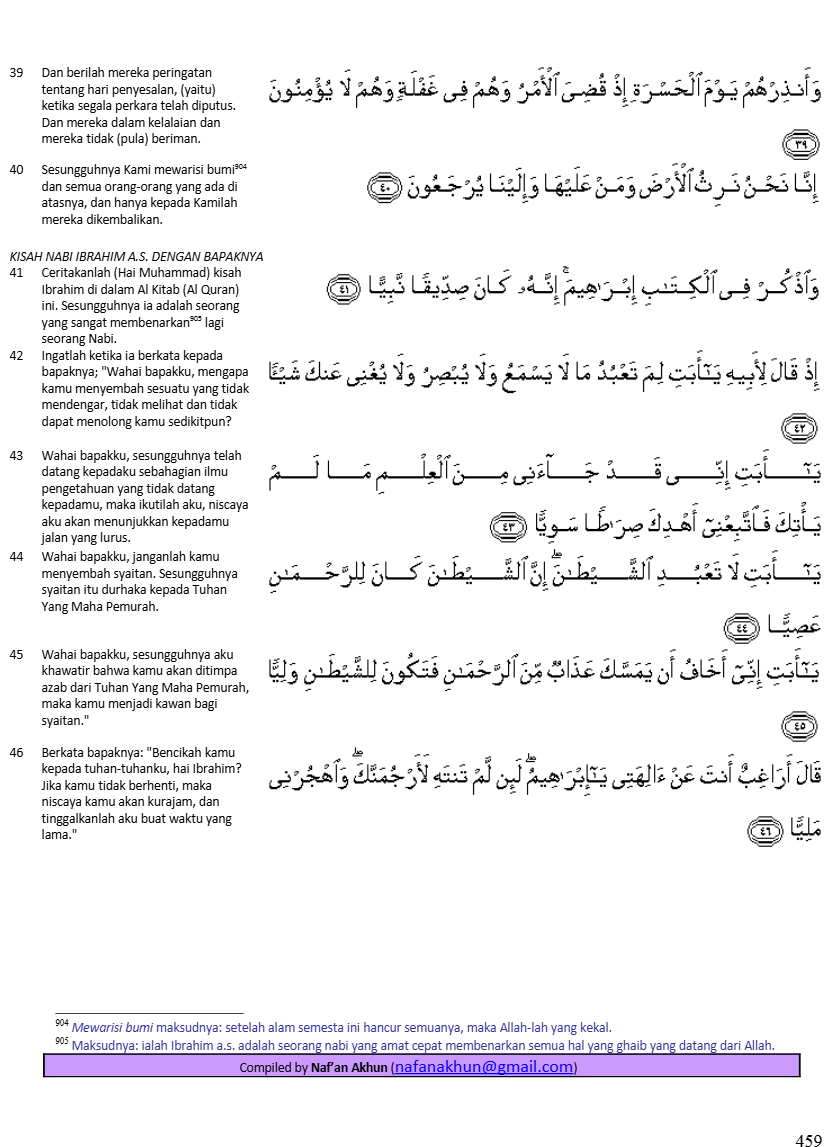 39 Dan berilah mereka peringatan
tentang hari penyesalan, (yaitu)
ketika segala perkara telah diputus.
Dan mereka dalam kelalaian dan
mereka tidak (pula) beriman.
وَأَنذِرْهُمْ يَوْمَ ٱلْحَسْرَةِ إِذْ قُضِىَ ٱلْأَمْرُ وَهُمْ فِى غَفْلَةٍ وَهُمْ لَا يُؤْمِنُونَ
٣٩
40 Sesungguhnya Kami mewarisi bumi904
dan semua orang-orang yang ada di
atasnya, dan hanya kepada Kamilah
mereka dikembalikan.
إِنَّا نَحْنُ نَرِثُ ٱلْأَرْضَ وَمَنْ عَلَيْهَا وَإِلَيْنَا يُرْجَعُونَ ٤٠
KISAH NABI IBRAHIM A.S. DENGAN BAPAKNYA
41 Ceritakanlah (Hai Muhammad) kisah
Ibrahim di dalam Al Kitab (Al Quran)
ini. Sesungguhnya ia adalah seorang
yang sangat membenarkan905 lagi
seorang Nabi.
وَٱذْكُرْ فِى ٱلْكِتَٰبِ إِبْرَٰهِيمَ ۚ إِنَّهُۥ كَانَ صِدِّيقًا نَّبِيًّا ٤١
42 Ingatlah ketika ia berkata kepada
bapaknya; "Wahai bapakku, mengapa
kamu menyembah sesuatu yang tidak
mendengar, tidak melihat dan tidak
dapat menolong kamu sedikitpun?
إِذْ قَالَ لِأَبِيهِ يَٰٓأَبَتِ لِمَ تَعْبُدُ مَا لَا يَسْمَعُ وَلَا يُبْصِرُ وَلَا يُغْنِى عَنكَ شَيْـًٔا
٤٢
43 Wahai bapakku, sesungguhnya telah
datang kepadaku sebahagian ilmu
pengetahuan yang tidak datang
kepadamu, maka ikutilah aku, niscaya
aku akan menunjukkan kepadamu
jalan yang lurus.
يَٰٓأَبَتِ إِنِّى قَدْ جَآءَنِى مِنَ ٱلْعِلْمِ مَا لَمْ
يَأْتِكَ فَٱتَّبِعْنِىٓ أَهْدِكَ صِرَٰطًا سَوِيًّا ٤٣
44 Wahai bapakku, janganlah kamu
menyembah syaitan. Sesungguhnya
syaitan itu durhaka kepada Tuhan
Yang Maha Pemurah.
يَٰٓأَبَتِ لَا تَعْبُدِ ٱلشَّيْطَٰنَ ۖ إِنَّ ٱلشَّيْطَٰنَ كَانَ لِلرَّحْمَٰنِ
عَصِيًّا ٤٤
45 Wahai bapakku, sesungguhnya aku
khawatir bahwa kamu akan ditimpa
azab dari Tuhan Yang Maha Pemurah,
maka kamu menjadi kawan bagi
syaitan."
يَٰٓأَبَتِ إِنِّىٓ أَخَافُ أَن يَمَسَّكَ عَذَابٌ مِّنَ ٱلرَّحْمَٰنِ فَتَكُونَ لِلشَّيْطَٰنِ وَلِيًّا
٤٥
46 Berkata bapaknya: "Bencikah kamu
kepada tuhan-tuhanku, hai Ibrahim?
Jika kamu tidak berhenti, maka
niscaya kamu akan kurajam, dan
tinggalkanlah aku buat waktu yang
lama."
قَالَ أَرَاغِبٌ أَنتَ عَنْ ءَالِهَتِى يَٰٓإِبْرَٰهِيمُ ۖ لَئِن لَّمْ تَنتَهِ لَأَرْجُمَنَّكَ ۖ وَٱهْجُرْنِى
مَلِيًّا ٤٦
904 Mewarisi bumi maksudnya: setelah alam semesta ini hancur semuanya, maka Allah-lah yang kekal.
905 Maksudnya: ialah Ibrahim a.s. adalah seorang nabi yang amat cepat membenarkan semua hal yang ghaib yang datang dari Allah.
Compiled by Naf'an Akhun (nafanakhun@gmail.com)
459